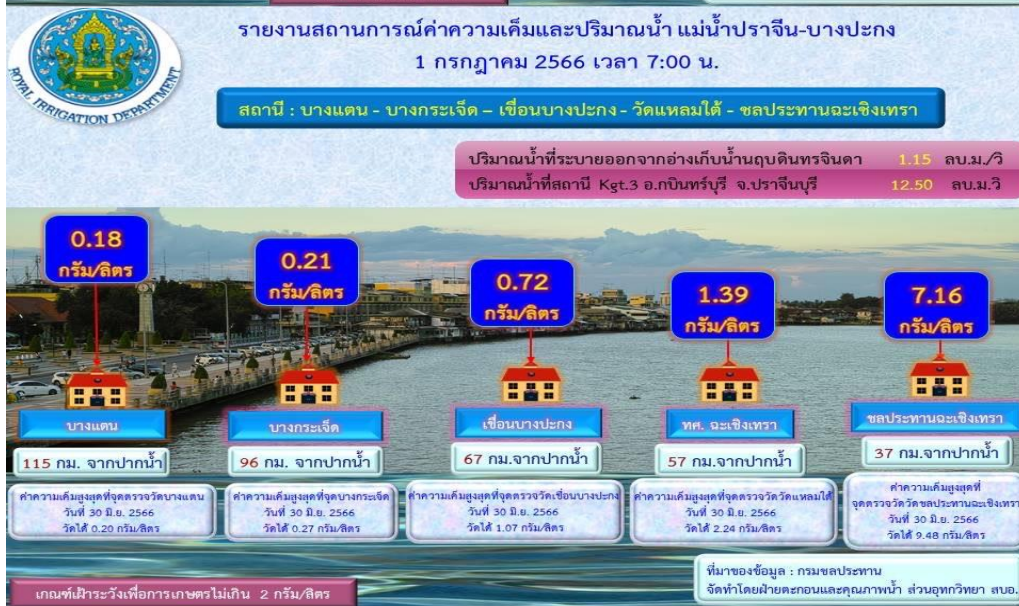 รายงานสถานการณ์ค่าความเค็มและปริมาณน้ำ แม่น้ำปราจีน-บางปะกง
1 กรกฎาคม 2566 เวลา 7:00 น.
ROYAL IRRIGATION DEPARTMENT
สถานี : บางแตน - บางกระเจ็ด – เขื่อนบางปะกง - วัดแหลมใต้ - ชลประทานฉะเชิงเทรา
ปริมาณน้ำที่ระบายออกจากอ่างเก็บน้ำนฤบดินทรจินดา 1.15 ลบ.ม./วิ
ปริมาณน้ำที่สถานี Kgt.3 อ.กบินทร์บุรี จ.ปราจีนบุรี 12.50 ลบ.ม.วิ
0.18
กรัม/ลิตร
0.21
กรัม/ลิตร
0.72
กรัม/ลิตร
1.39
กรัม/ลิตร
7.16
กรัม/ลิตร
บางแตน
บางกระเจ็ด
เขื่อนบางปะกง
ทศ. ฉะเชิงเทรา
ชลประทานฉะเชิงเทรา
115 กม. จากปากน้ำ
96 กม. จากปากน้ำ
67 กม.จากปากน้ำ
57 กม.จากปากน้ำ
37 กม.จากปากน้ำ
ค่าความเค็มสูงสุดที่จุดตรวจวัดบางแตน
วันที่ 30 มิ.ย. 2566
วัดได้ 0.20 กรัม/ลิตร
ค่าความเค็มสูงสุดที่จุดบางกระเจ็ด
วันที่ 30 มิ.ย. 2566
วัดได้ 0.27 กรัม/ลิตร
ค่าความเค็มสูงสุดที่จุดตรวจวัดเขื่อนบางปะกง
วันที่ 30 มิ.ย. 2566
วัดได้ 1.07 กรัม/ลิตร
ค่าความเค็มสูงสุดที่จุดตรวจวัดวัดแหลมใต้
วันที่ 30 มิ.ย. 2566
วัดได้ 2.24 กรัม/ลิตร
ค่าความเค็มสูงสุดที่
จุดตรวจวัดวัดชลประทานฉะเชิงเทรา
วันที่ 30 มิ.ย. 2566
วัดได้ 9.48 กรัม/ลิตร
เกณฑ์เฝ้าระวังเพื่อการเกษตรไม่เกิน 2 กรัม/ลิตร
ที่มาของข้อมูล : กรมชลประทาน
จัดทำโดยฝ่ายตะกอนและคุณภาพน้ำ ส่วนอุทกวิทยา สบอ.